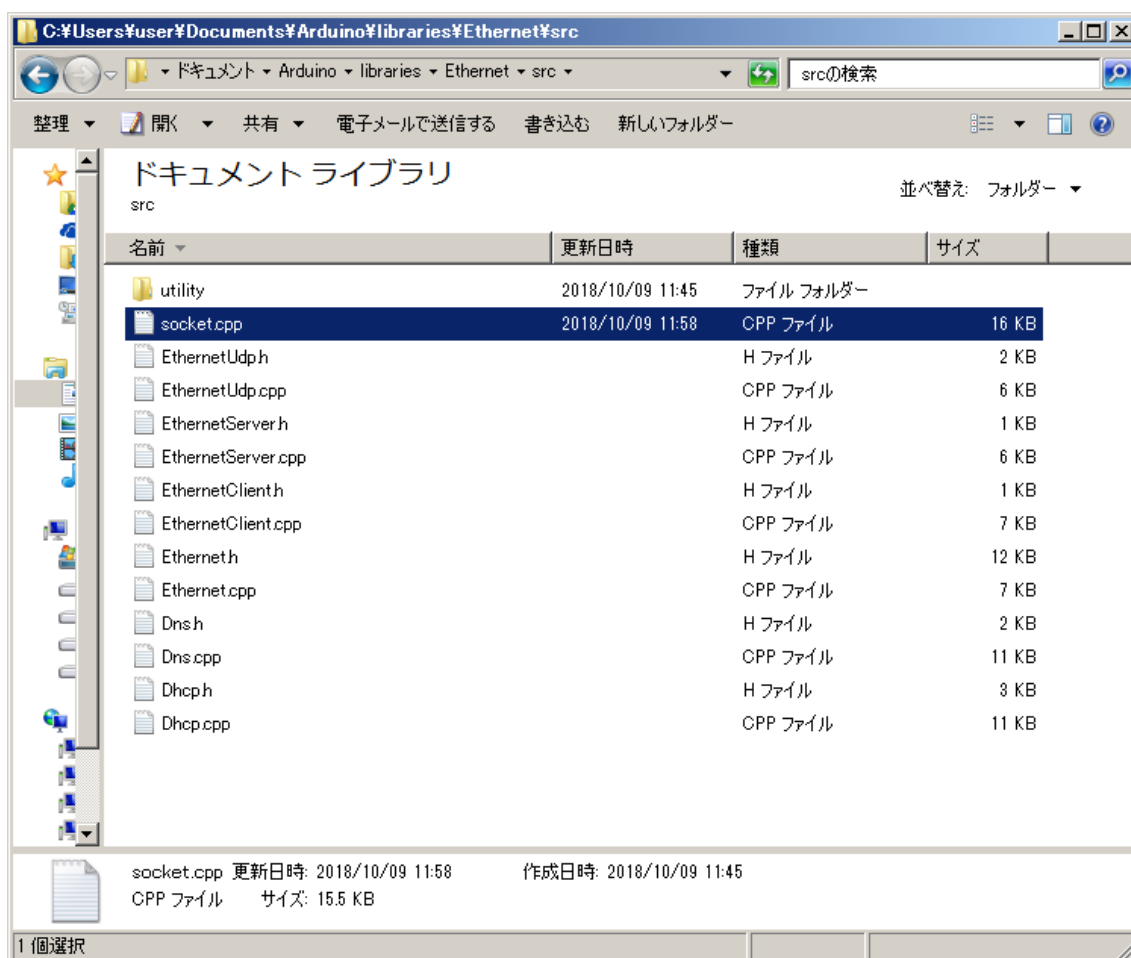 C:¥Users¥user¥Documents¥Arduino¥libraries¥Ethernet¥src
ドキュメント Arduino libraries Ethernet src srcの検索
整理 開く 共有 電子メールで送信する 書き込む 新しいフォルダー
ドキュメント ライブラリ
src
並べ替え: フォルダー
名前 更新日時 種類 サイズ
utility 2018/10/09 11:45 ファイル フォルダー
socket.cpp 2018/10/09 11:58 CPP ファイル 16 KB
EthernetUdp.h H ファイル 2 KB
EthernetUdp.cpp CPP ファイル 6 KB
EthernetServer.h H ファイル 1 KB
EthernetServer.cpp CPP ファイル 6 KB
EthernetClient.h H ファイル 1 KB
EthernetClient.cpp CPP ファイル 7 KB
Ethernet.h H ファイル 12 KB
Ethernet.cpp CPP ファイル 7 KB
Dns.h H ファイル 2 KB
Dns.cpp CPP ファイル 11 KB
Dhcp.h H ファイル 3 KB
Dhcp.cpp CPP ファイル 11 KB
socket.cpp 更新日時: 2018/10/09 11:58 作成日時: 2018/10/09 11:45
CPP ファイル サイズ: 15.5 KB
1 個選択